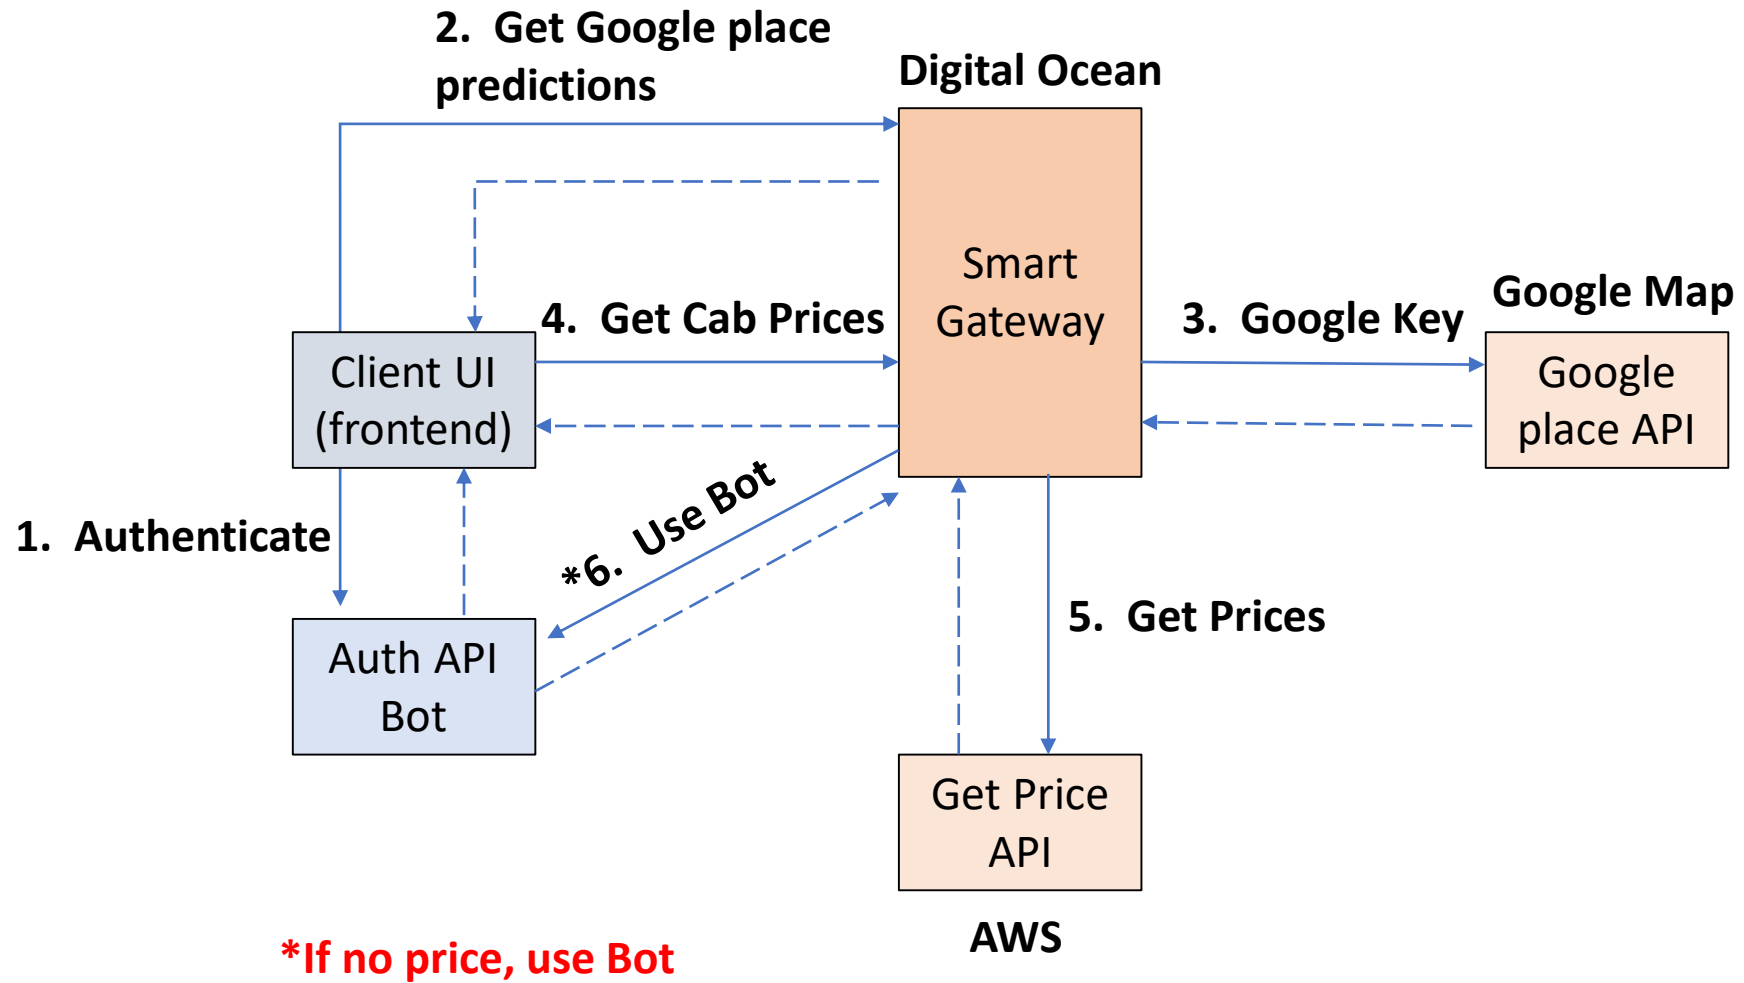 2. Get Google place
predictions
Digital Ocean
Smart
Gateway
Google Map
4. Get Cab Prices
3. Google Key
Client UI
(frontend)
Google
place API
*6. Use Bot
1. Authenticate
5. Get Prices
Auth API
Bot
Get Price
API
AWS
*If no price, use Bot